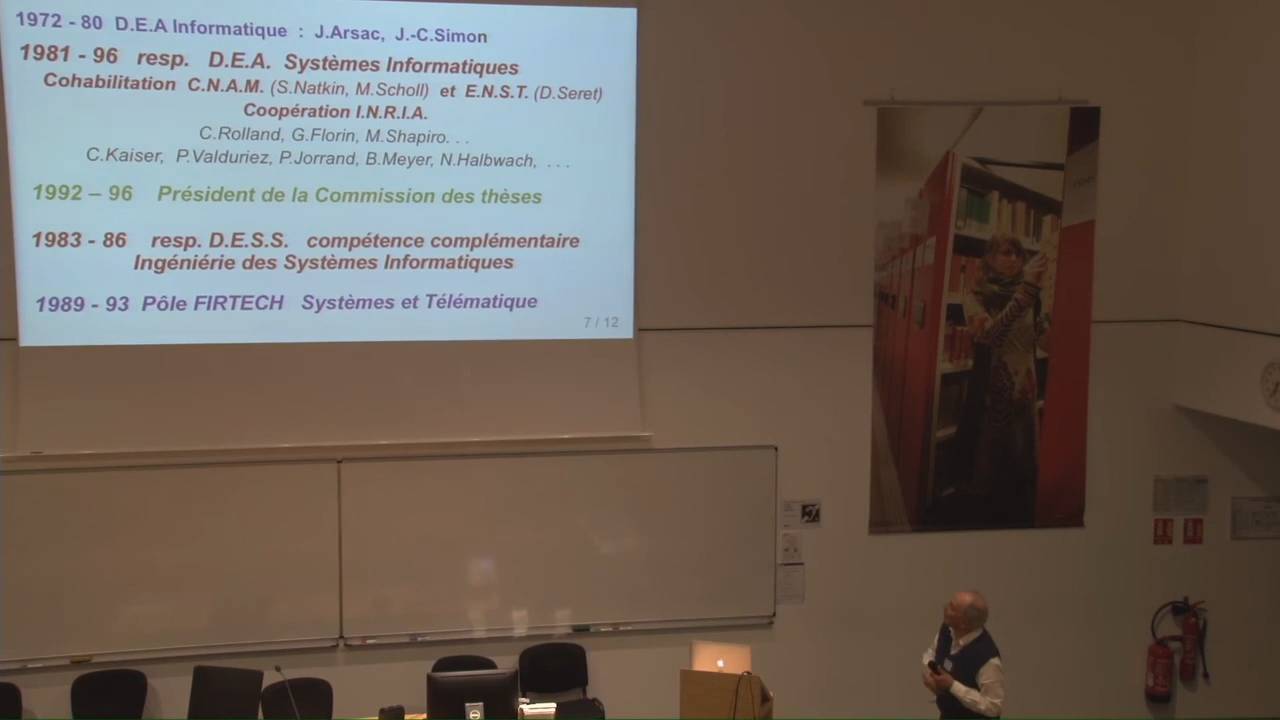 1972 - 80 D.E.A Informatique : J.Arsac, J.-C.Simon
1981 - 96 resp. D.E.A. Systèmes Informatiques
Cohabilitation C.N.A.M. (S.Natkin, M.Scholl) et E.N.S.T. (D.Seret)
Coopération I.N.R.I.A.
C.Rolland, G.Florin, M.Shapiro. . .
C.Kaiser, P.Valduriez, P.Jorrand, B.Meyer, N.Halbwach, . . .
1992 – 96 Président de la Commission des thèses
1983 - 86 resp. D.E.S.S. compétence complémentaire
Ingéniérie des Systèmes Informatiques
1989 - 93 Pôle FIRTECH Systèmes et Télématique
7 / 12